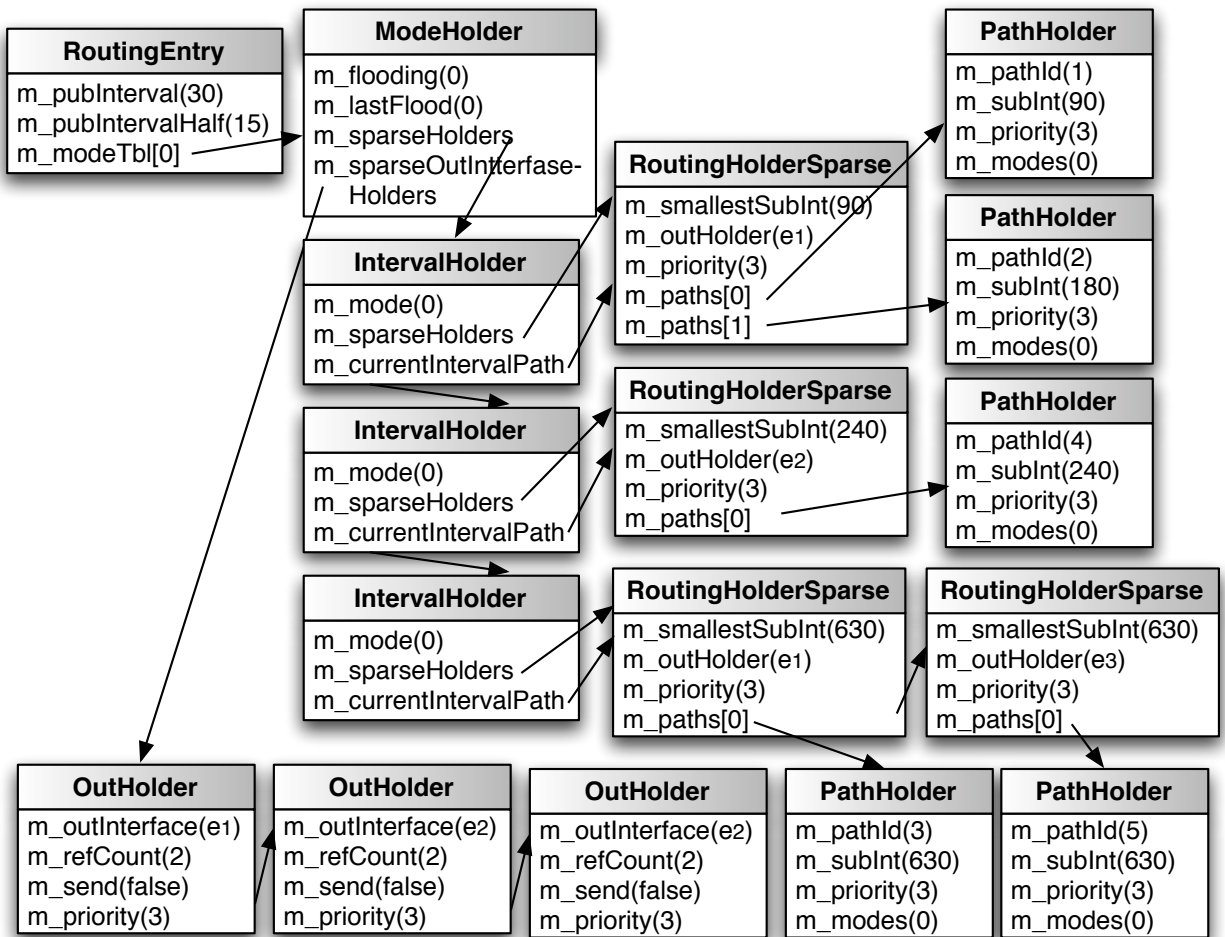 RoutingEntry
m_pubInterval(30)
m_pubIntervalHalf(15)
m_modeTbl[0]
ModeHolder
m_flooding(0)
m_lastFlood(0)
m_sparseHolders
m_sparseOutIntterfase-
Holders
IntervalHolder
m_mode(0)
m_sparseHolders
m_currentIntervalPath
IntervalHolder
m_mode(0)
m_sparseHolders
m_currentIntervalPath
IntervalHolder
m_mode(0)
m_sparseHolders
m_currentIntervalPath
RoutingHolderSparse
m_smallestSubInt(90)
m_outHolder(e1)
m_priority(3)
m_paths[0]
m_paths[1]
RoutingHolderSparse
m_smallestSubInt(240)
m_outHolder(e2)
m_priority(3)
m_paths[0]
RoutingHolderSparse
m_smallestSubInt(630)
m_outHolder(e1)
m_priority(3)
m_paths[0]
RoutingHolderSparse
m_smallestSubInt(630)
m_outHolder(e3)
m_priority(3)
m_paths[0]
PathHolder
m_pathId(1)
m_subInt(90)
m_priority(3)
m_modes(0)
PathHolder
m_pathId(2)
m_subInt(180)
m_priority(3)
m_modes(0)
PathHolder
m_pathId(4)
m_subInt(240)
m_priority(3)
m_modes(0)
OutHolder
m_outInterface(e1)
m_refCount(2)
m_send(false)
m_priority(3)
OutHolder
m_outInterface(e2)
m_refCount(2)
m_send(false)
m_priority(3)
OutHolder
m_outInterface(e2)
m_refCount(2)
m_send(false)
m_priority(3)
PathHolder
m_pathId(3)
m_subInt(630)
m_priority(3)
m_modes(0)
PathHolder
m_pathId(5)
m_subInt(630)
m_priority(3)
m_modes(0)